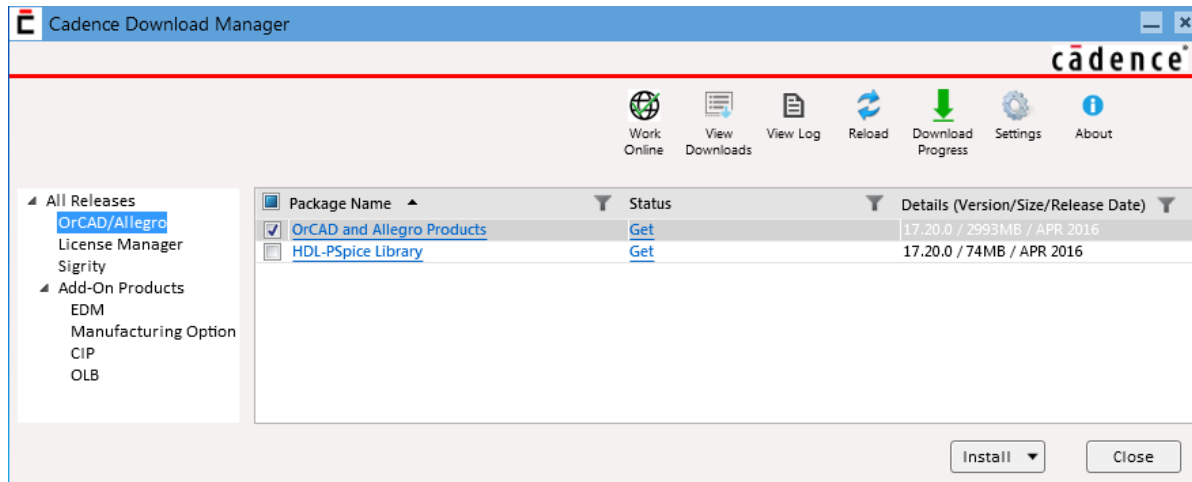 Cadence Download Manager
cādence®
Work Online
View Downloads
View Log
Reload
Download Progress
Settings
About
All Releases
OrCAD/Allegro
License Manager
Sigrity
Add-On Products
EDM
Manufacturing Option
CIP
OLB
Package Name Status Details (Version/Size/Release Date)
OrCAD and Allegro Products Get 17.20.0 / 2993MB / APR 2016
HDL-PSpice Library Get 17.20.0 / 74MB / APR 2016
Install Close